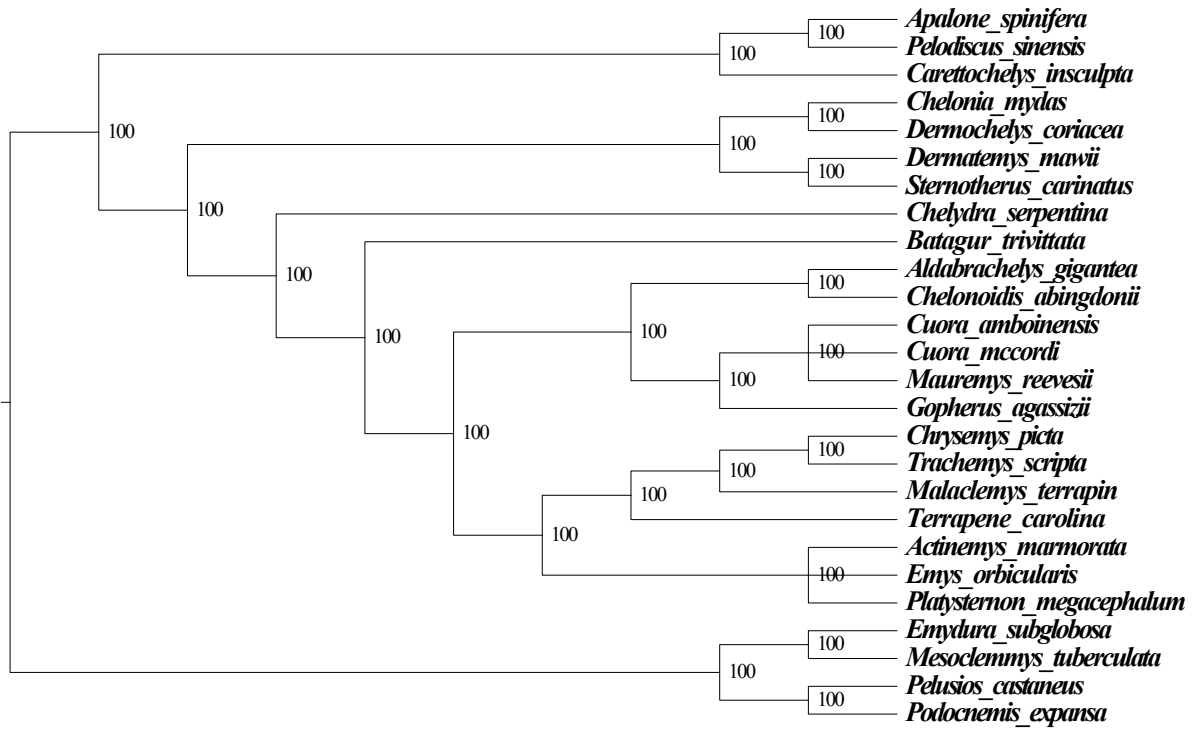 Apalone_spinifera
100
Pelodiscus_sinensis
100
Carettochelys_insculpta
Chelonia_mydas
100
Dermochelys_coriacea
100
100
Dermatemys_mawii
100
Sternotherus_carinatus
100
Chelydra_serpentina
Batagur_trivittata
100
Aldabrachelys_gigantea
100
Chelonoidis_abingdonii
Cuora_amboinensis
100
100
Cuora_mccordi
100
Mauremys_reevesii
100
Gopherus_agassizii
100
Chrysemys_picta
100
Trachemys_scripta
100
Malaclemys_terrapin
100
Terrapene_carolina
100
Actinemys_marmorata
100
Emys_orbicularis
Platysternon_megacephalum
Emydura_subglobosa
100
Mesoclemmys_tuberculata
100
Pelusios_castaneus
100
Podocnemis_expansa